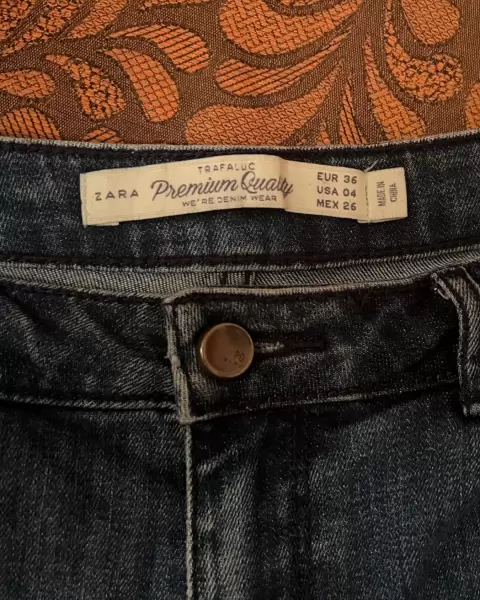 ZARA
TRAFALUC
Premium Quality
WE'RE DENIM WEAR
EUR 36
USA 04
MEX 26
MADE IN
CHINA